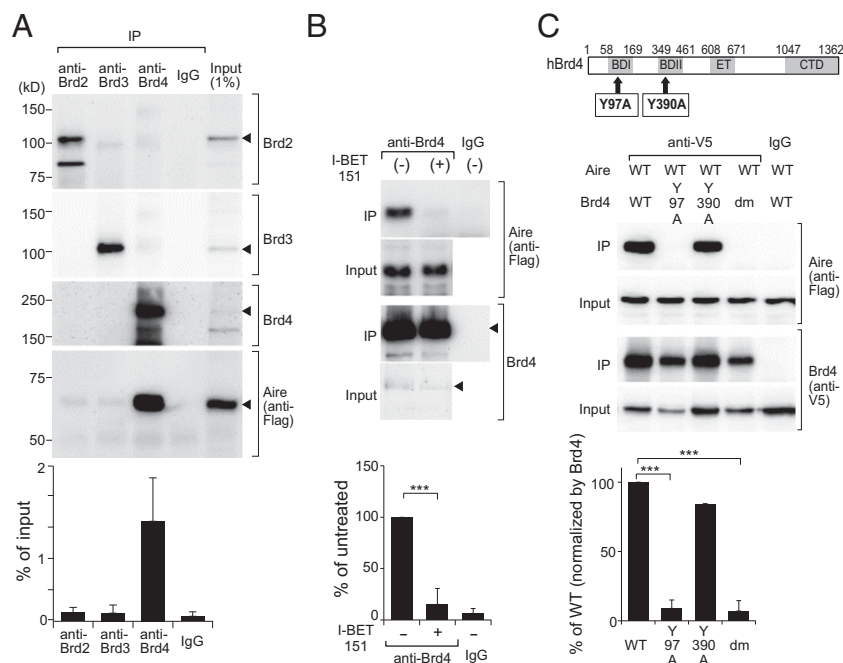 A
IP
anti-Brd2 anti-Brd3 anti-Brd4 IgG Input (1%)
(kD)
150
100
75
Brd2
150
100
Brd3
250
150
Brd4
75
50
Aire (anti-Flag)
% of input
2
1
0
anti-Brd2 anti-Brd3 anti-Brd4 IgG
B
anti-Brd4 IgG
I-BET 151 (-) (+) (-)
IP
Input
Aire (anti-Flag)
IP
Input
Brd4
% of untreated
150
100
50
0
***
I-BET 151 – + –
anti-Brd4 IgG
C
1 58 169 349 461 608 671 1047 1362
hBrd4 BDI BDII ET CTD
Y97A Y390A
anti-V5 IgG
Aire WT WT WT WT WT
Brd4 WT Y97A Y390A dm WT
IP
Input
Aire (anti-Flag)
IP
Input
Brd4 (anti-V5)
% of WT (normalized by Brd4)
100
50
0
***
***
WT Y97A Y390A dm